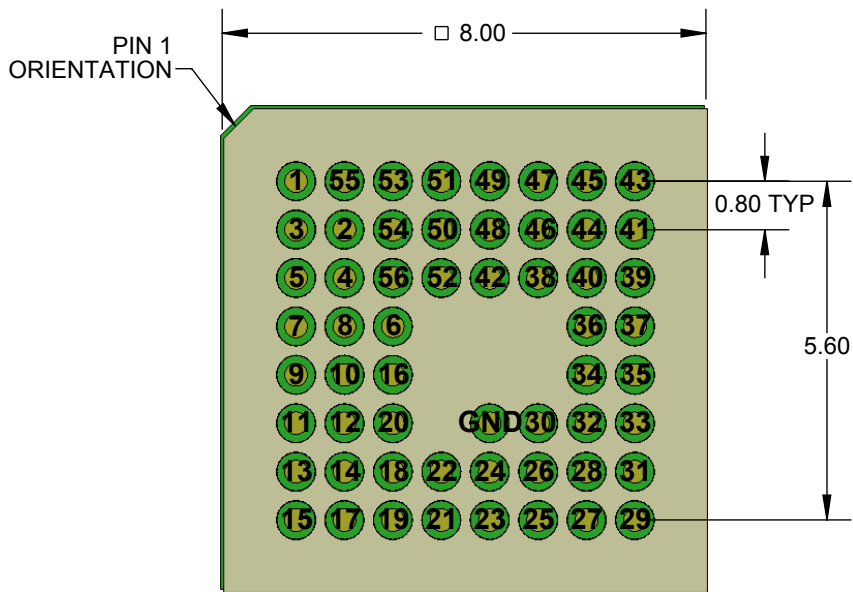 □ 8.00
PIN 1
ORIENTATION
1 55 53 51 49 47 45 43
0.80 TYP
3 2 54 50 48 46 44 41
5 4 56 52 42 38 40 39
7 8 6 36 37
5.60
9 10 16 34 35
11 12 20 GND 30 32 33
13 14 18 22 24 26 28 31
15 17 19 21 23 25 27 29